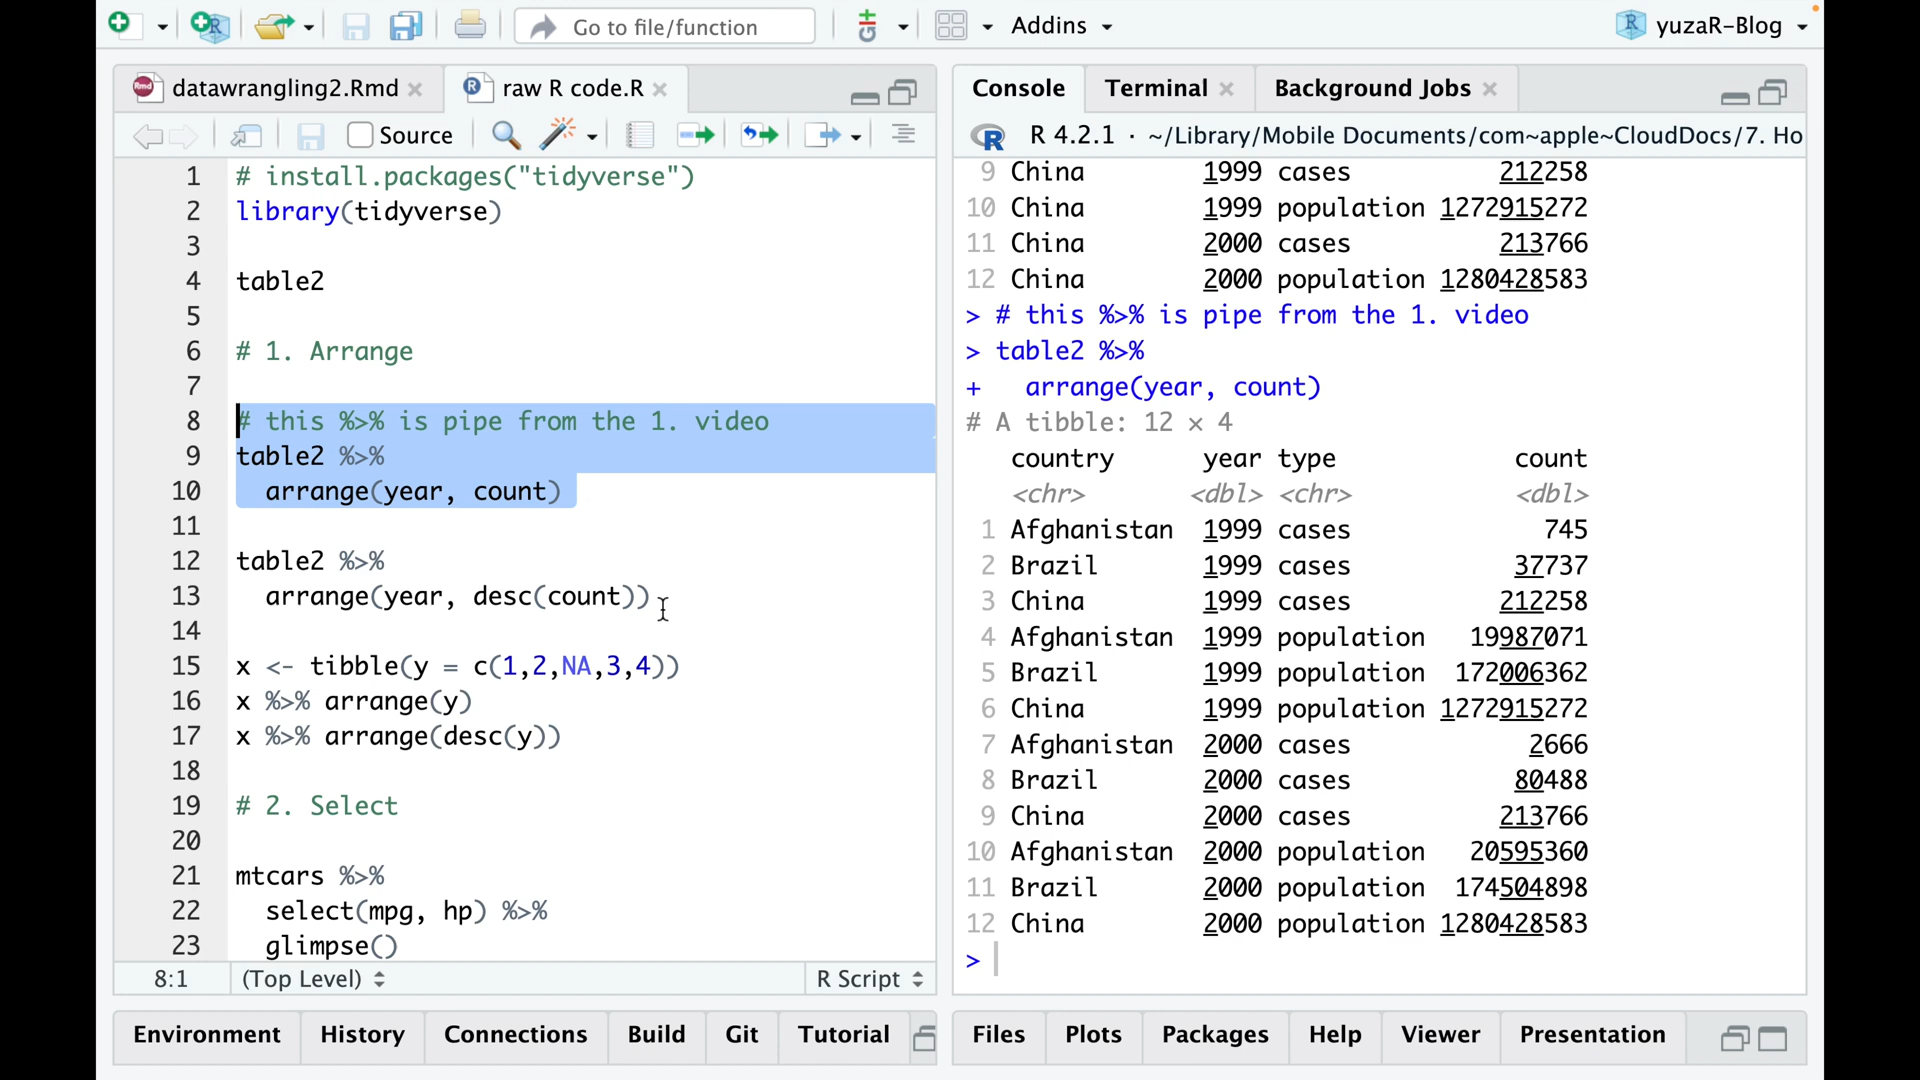 Go to file/function
Addins
yuzaR-Blog
datawrangling2.Rmd
raw R code.R
Source
1 # install.packages("tidyverse")
2 library(tidyverse)
3
4 table2
5
6 # 1. Arrange
7
8 # this %>% is pipe from the 1. video
9 table2 %>%
10 arrange(year, count)
11
12 table2 %>%
13 arrange(year, desc(count))
14
15 x <- tibble(y = c(1,2,NA,3,4))
16 x %>% arrange(y)
17 x %>% arrange(desc(y))
18
19 # 2. Select
20
21 mtcars %>%
22 select(mpg, hp) %>%
23 glimpse()
8:1 (Top Level) R Script
Environment History Connections Build Git Tutorial
Console Terminal Background Jobs
R 4.2.1 · ~/Library/Mobile Documents/com~apple~CloudDocs/7. Ho
9 China 1999 cases 212258
10 China 1999 population 1272915272
11 China 2000 cases 213766
12 China 2000 population 1280428583
> # this %>% is pipe from the 1. video
> table2 %>%
+ arrange(year, count)
# A tibble: 12 × 4
country year type count
<chr> <dbl> <chr> <dbl>
1 Afghanistan 1999 cases 745
2 Brazil 1999 cases 37737
3 China 1999 cases 212258
4 Afghanistan 1999 population 19987071
5 Brazil 1999 population 172006362
6 China 1999 population 1272915272
7 Afghanistan 2000 cases 2666
8 Brazil 2000 cases 80488
9 China 2000 cases 213766
10 Afghanistan 2000 population 20595360
11 Brazil 2000 population 174504898
12 China 2000 population 1280428583
>
Files Plots Packages Help Viewer Presentation